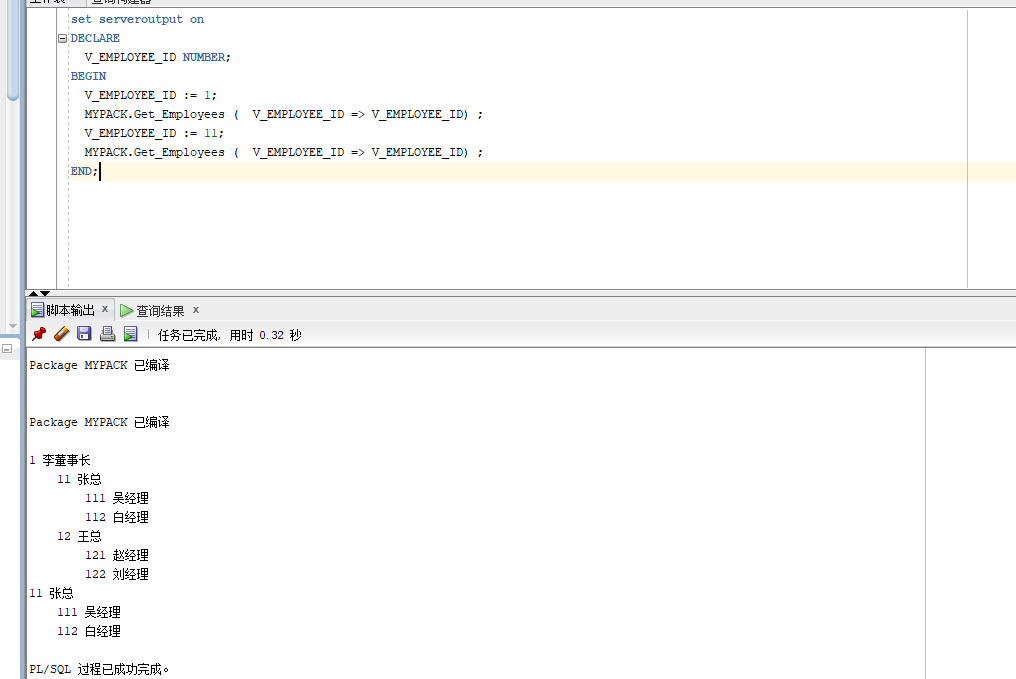 set serveroutput on
DECLARE
V_EMPLOYEE_ID NUMBER;
BEGIN
V_EMPLOYEE_ID := 1;
MYPACK.Get_Employees (  V_EMPLOYEE_ID => V_EMPLOYEE_ID) ;
V_EMPLOYEE_ID := 11;
MYPACK.Get_Employees (  V_EMPLOYEE_ID => V_EMPLOYEE_ID) ;
END;
脚本输出 x 查询结果 x
任务已完成, 用时 0.32 秒
Package MYPACK 已编译
Package MYPACK 已编译
1 李董事长
11 张总
111 吴经理
112 白经理
12 王总
121 赵经理
122 刘经理
11 张总
111 吴经理
112 白经理
PL/SQL 过程已成功完成。